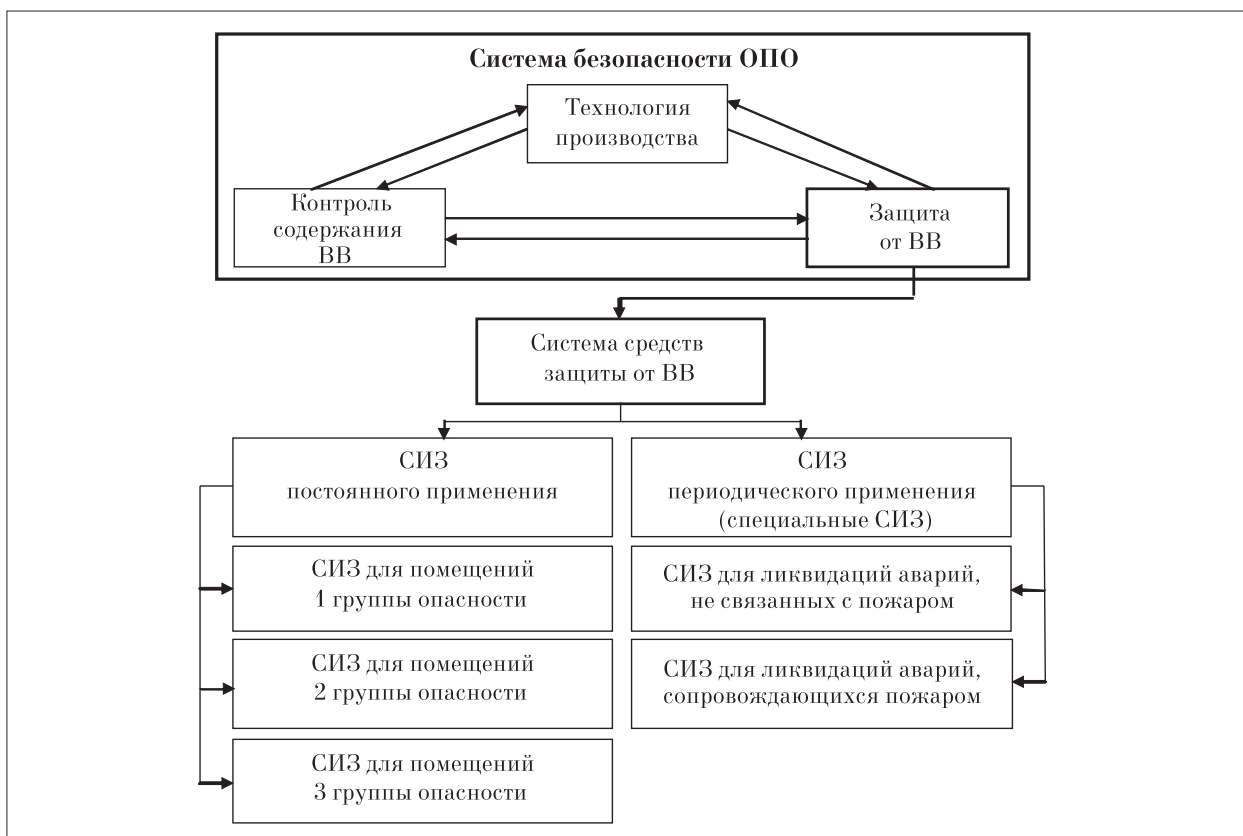 Система безопасности ОПО
Технология
производства
Контроль
содержания
ВВ
Защита
от ВВ
Система средств
защиты от ВВ
СИЗ
постоянного применения
СИЗ
периодического применения
(специальные СИЗ)
СИЗ для помещений
1 группы опасности
СИЗ для ликвидаций аварий,
не связанных с пожаром
СИЗ для помещений
2 группы опасности
СИЗ для ликвидаций аварий,
сопровождающихся пожаром
СИЗ для помещений
3 группы опасности